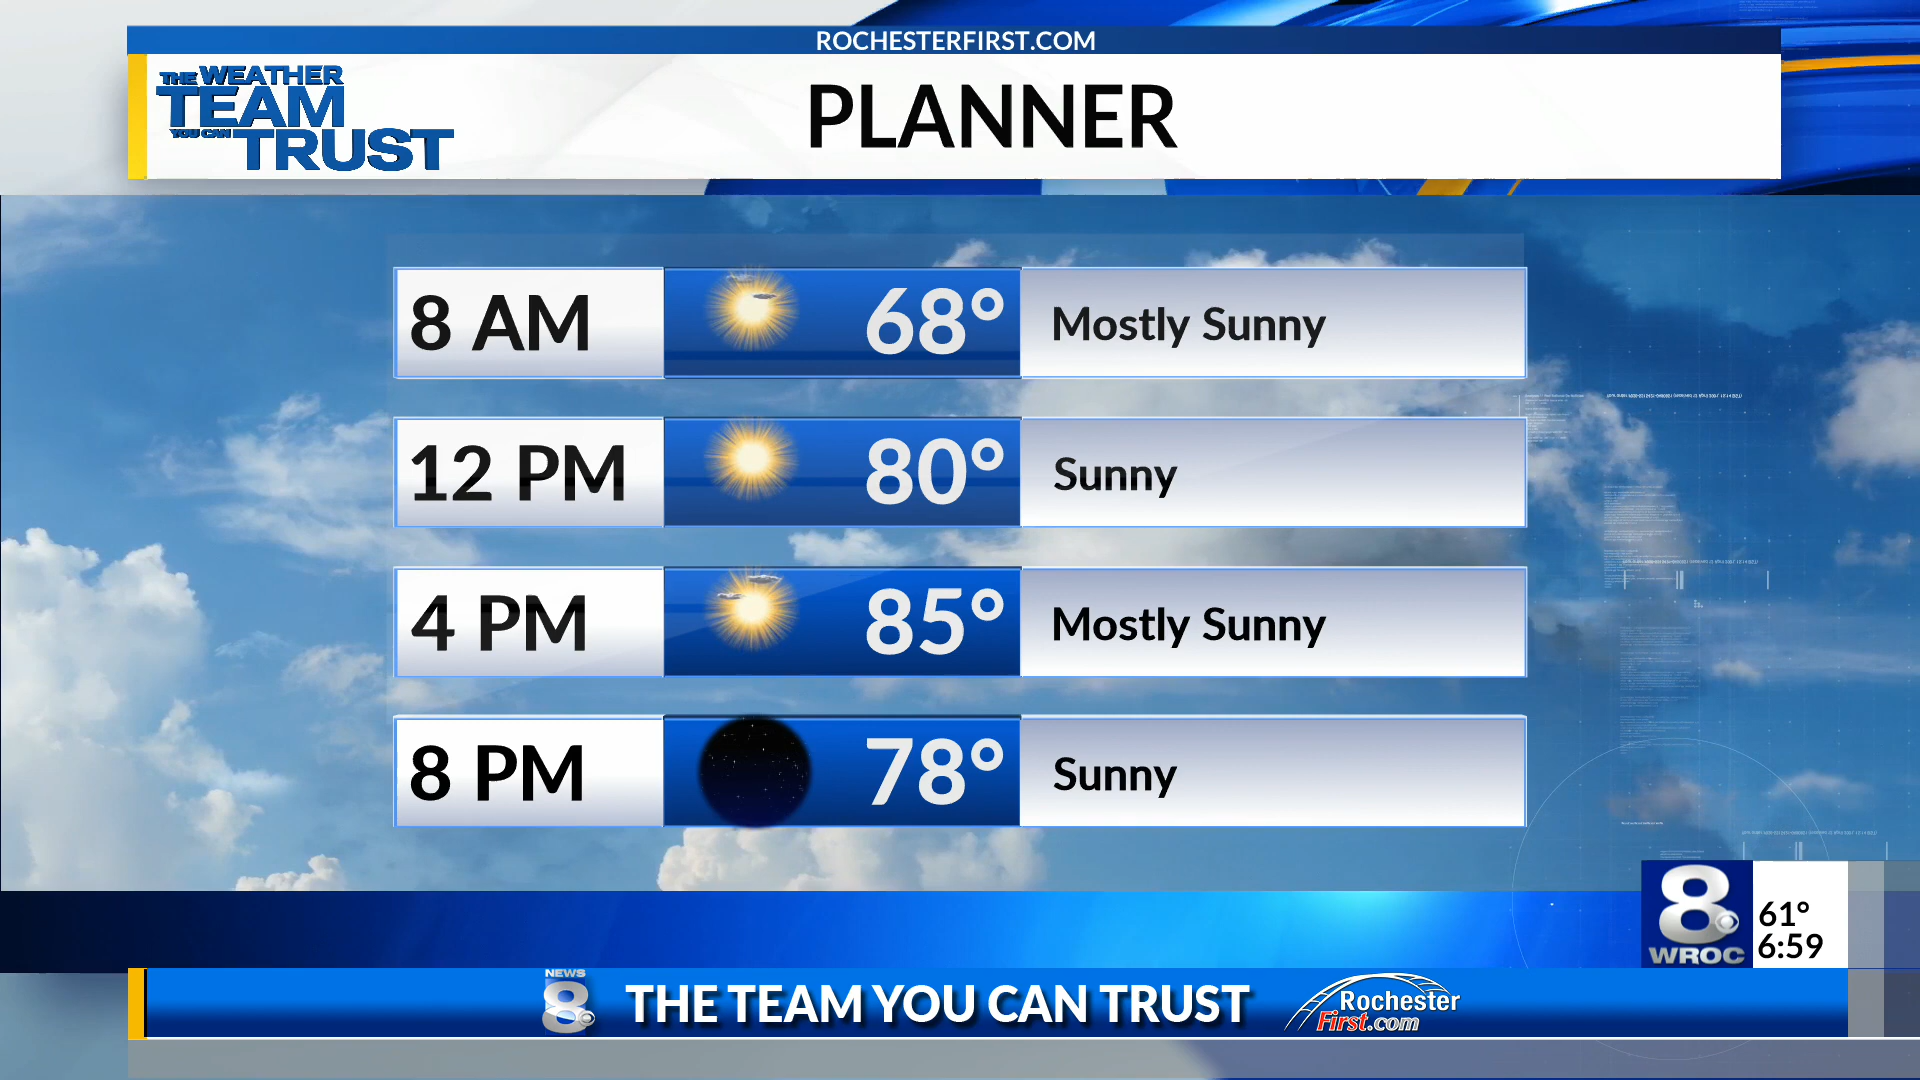 ROCHESTERFIRST.COM
THE WEATHER
TEAM
YOU CAN TRUST
PLANNER
8 AM 68° Mostly Sunny
12 PM 80° Sunny
4 PM 85° Mostly Sunny
8 PM 78° Sunny
8
WROC
61°
6:59
NEWS
8
THE TEAM YOU CAN TRUST
Rochester
First.com